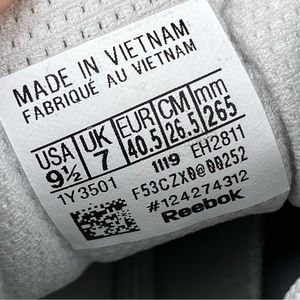 MADE IN VIETNAM
FABRIQUÉ AU VIETNAM
USA UK EUR CM mm
9½ 7 40.5 26.5 265
1Y3501 1119 EH2811
F53CZX0@00252
#124274312
Reebok